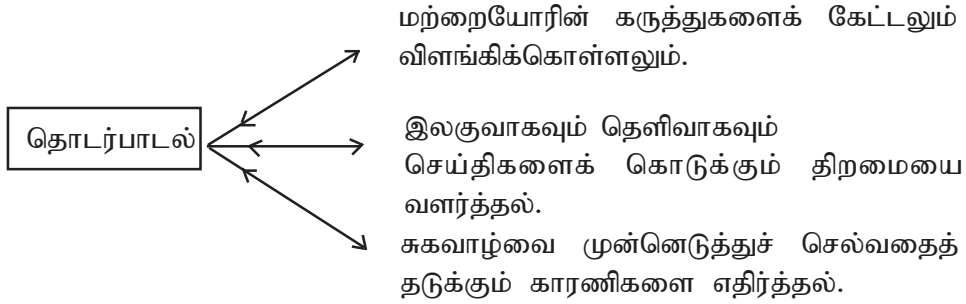 மற்றையோரின் கருத்துகளைக் கேட்டலும்
விளங்கிக்கொள்ளலும்.
தொடர்பாடல்
இலகுவாகவும் தெளிவாகவும்
செய்திகளைக் கொடுக்கும் திறமையை
வளர்த்தல்.
சுகவாழ்வை முன்னெடுத்துச் செல்வதைத்
தடுக்கும் காரணிகளை எதிர்த்தல்.